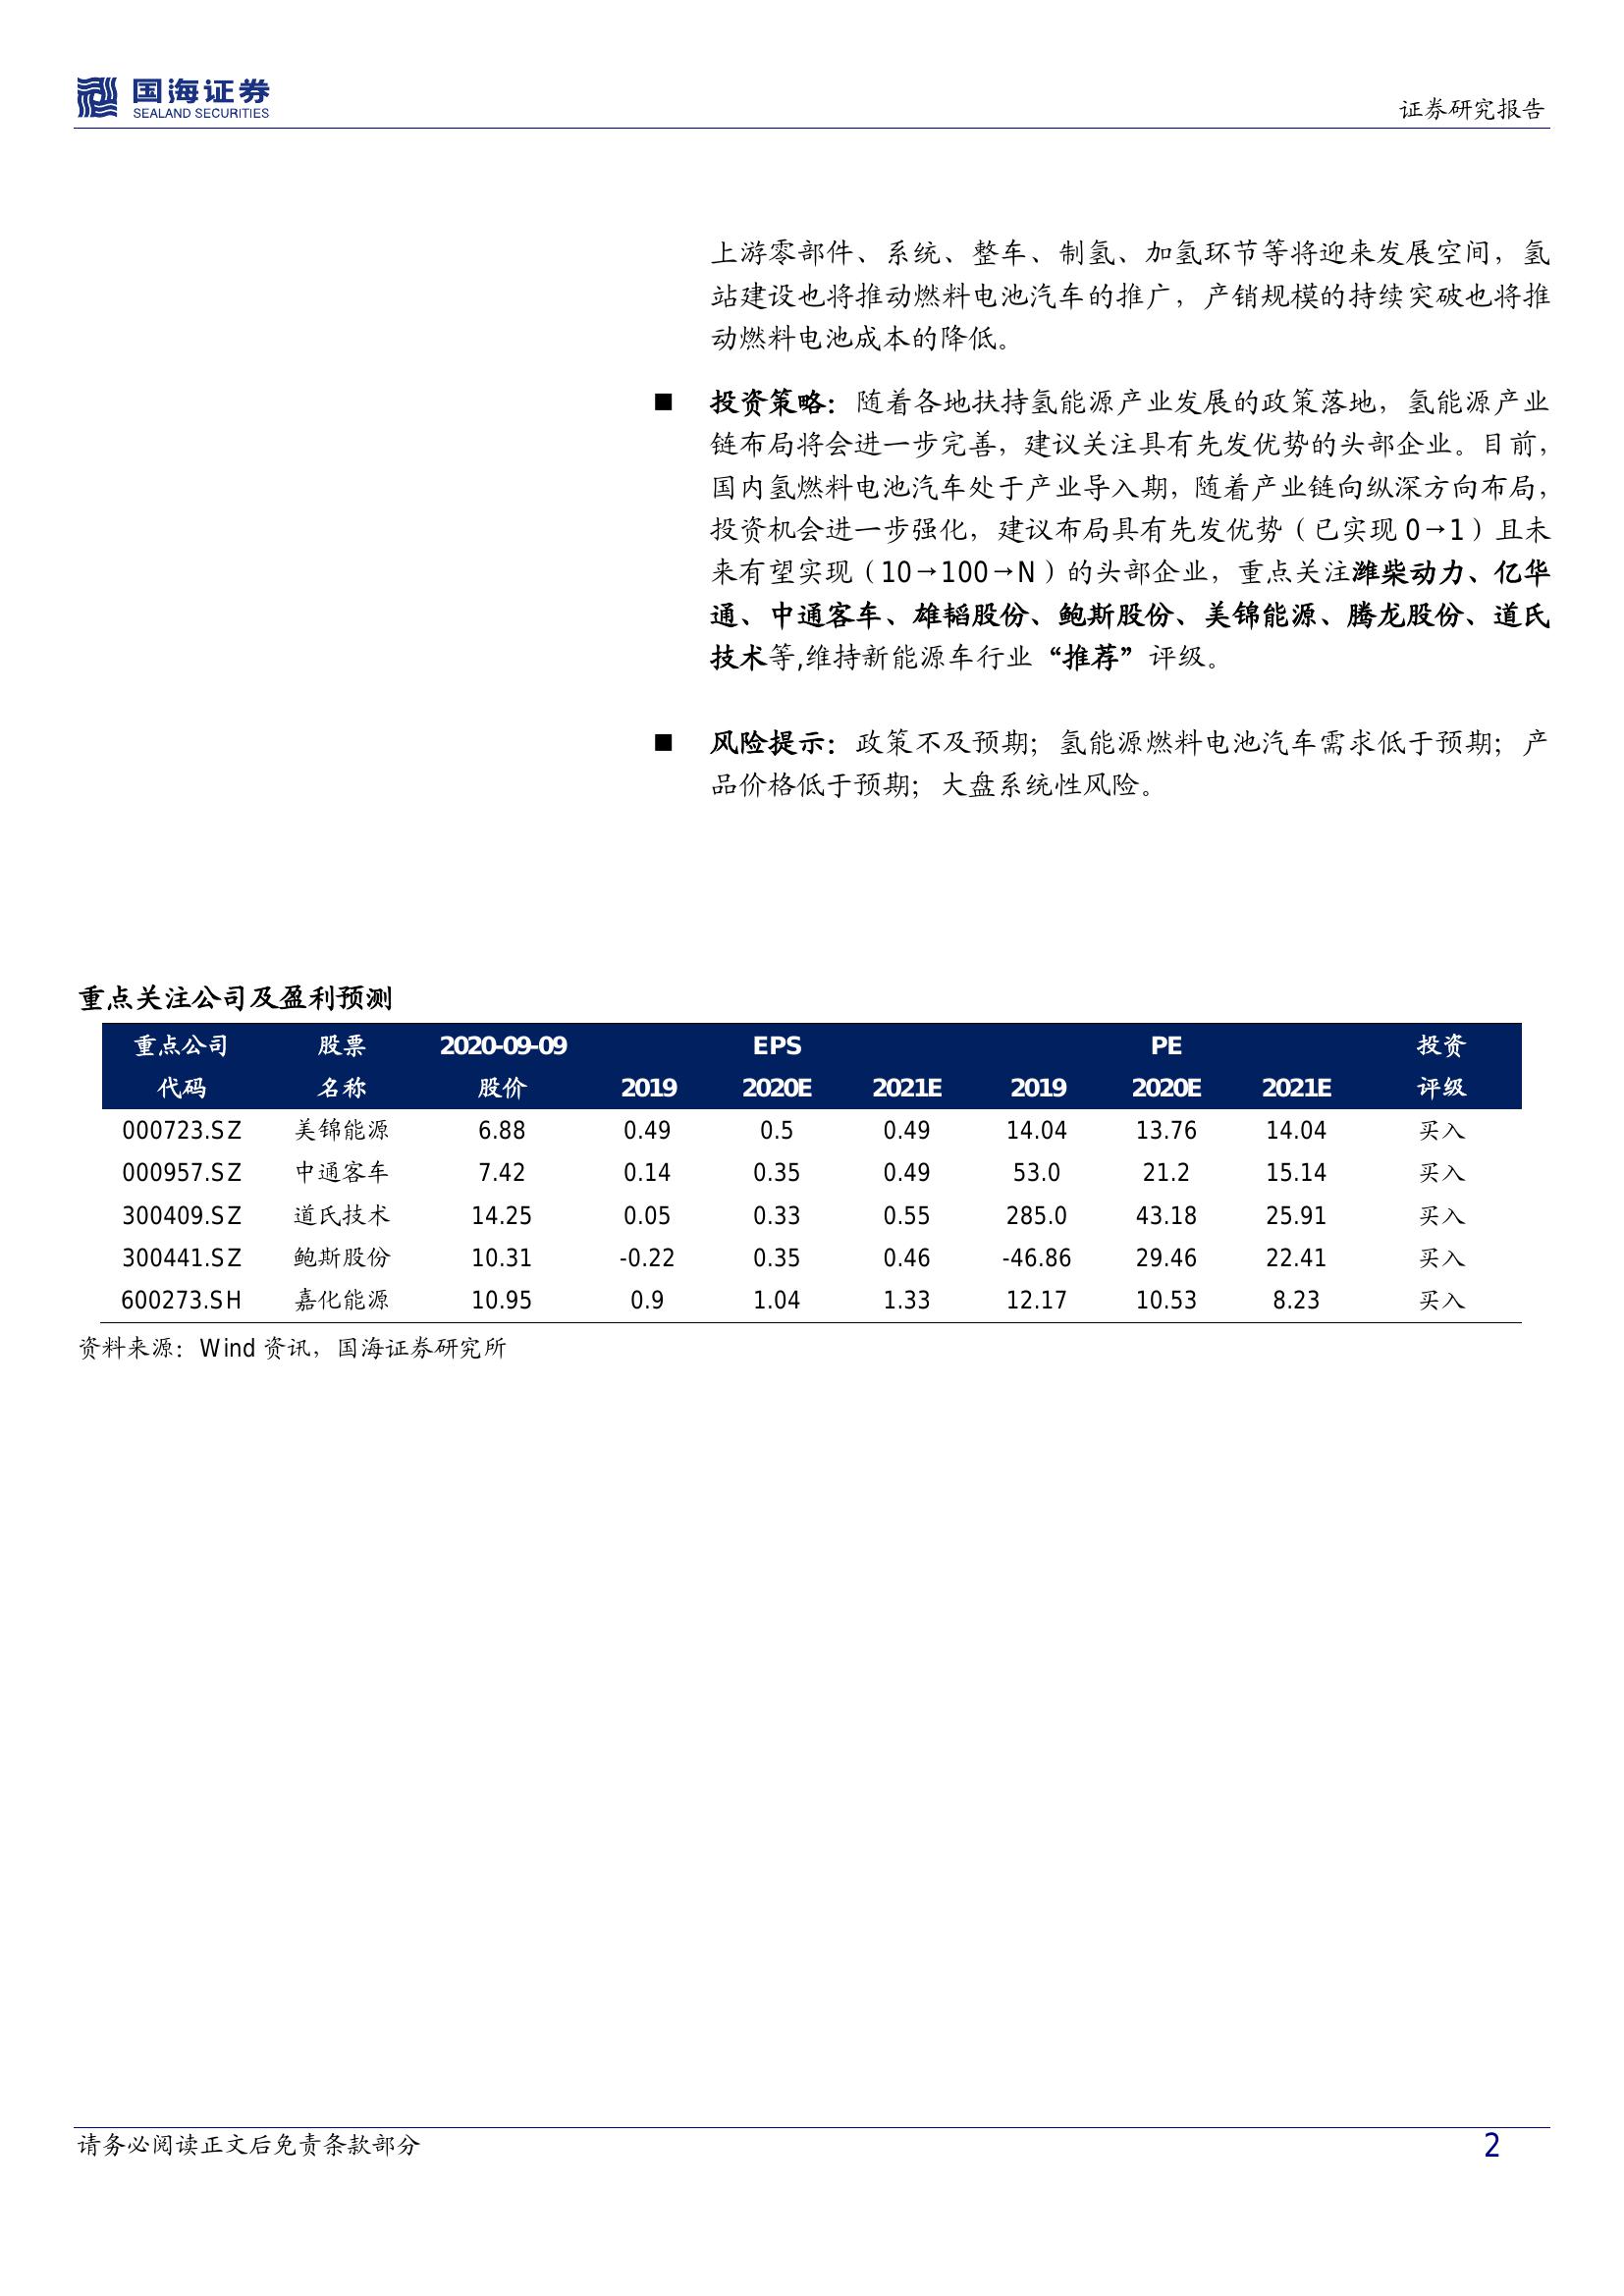 国海证券
SEALAND SECURITIES
证券研究报告
上游零部件、系统、整车、制氢、加氢环节等将迎来发展空间，氢
站建设也将推动燃料电池汽车的推广，产销规模的持续突破也将推
动燃料电池成本的降低。
■ 投资策略：随着各地扶持氢能源产业发展的政策落地，氢能源产业
链布局将会进一步完善，建议关注具有先发优势的头部企业。目前，
国内氢燃料电池汽车处于产业导入期，随着产业链向纵深方向布局，
投资机会进一步强化，建议布局具有先发优势（已实现 0→1）且未
来有望实现（10→100→N）的头部企业，重点关注潍柴动力、亿华
通、中通客车、雄韬股份、鲍斯股份、美锦能源、腾龙股份、道氏
技术等,维持新能源车行业“推荐”评级。
■ 风险提示：政策不及预期；氢能源燃料电池汽车需求低于预期；产
品价格低于预期；大盘系统性风险。
重点关注公司及盈利预测
重点公司 股票 2020-09-09 EPS PE 投资
代码 名称 股价 2019 2020E 2021E 2019 2020E 2021E 评级
000723.SZ 美锦能源 6.88 0.49 0.5 0.49 14.04 13.76 14.04 买入
000957.SZ 中通客车 7.42 0.14 0.35 0.49 53.0 21.2 15.14 买入
300409.SZ 道氏技术 14.25 0.05 0.33 0.55 285.0 43.18 25.91 买入
300441.SZ 鲍斯股份 10.31 -0.22 0.35 0.46 -46.86 29.46 22.41 买入
600273.SH 嘉化能源 10.95 0.9 1.04 1.33 12.17 10.53 8.23 买入
资料来源：Wind 资讯，国海证券研究所
请务必阅读正文后免责条款部分 2